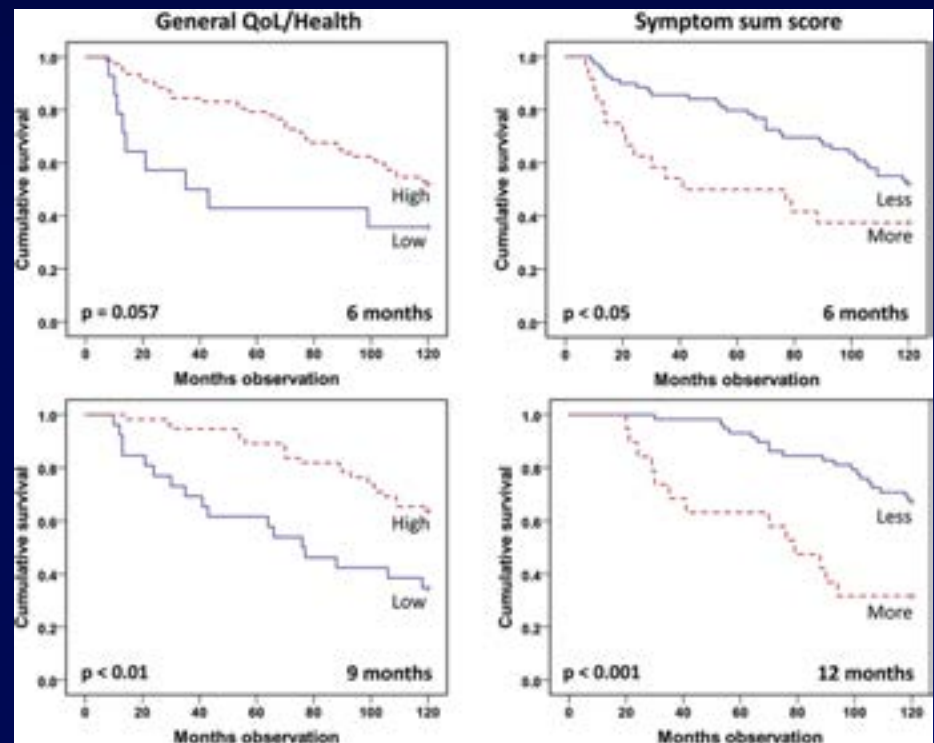 General QoL/Health
Cumulative survival
1.0
0.8
0.6
0.4
0.2
0.0
High
Low
p = 0.057
6 months
0 20 40 60 80 100 120
Months observation
Symptom sum score
Cumulative survival
1.0
0.8
0.6
0.4
0.2
0.0
Less
More
p < 0.05
6 months
0 20 40 60 80 100 120
Months observation
Cumulative survival
1.0
0.8
0.6
0.4
0.2
0.0
High
Low
p < 0.01
9 months
0 20 40 60 80 100 120
Months observation
Cumulative survival
1.0
0.8
0.6
0.4
0.2
0.0
Less
More
p < 0.001
12 months
0 20 40 60 80 100 120
Months observation